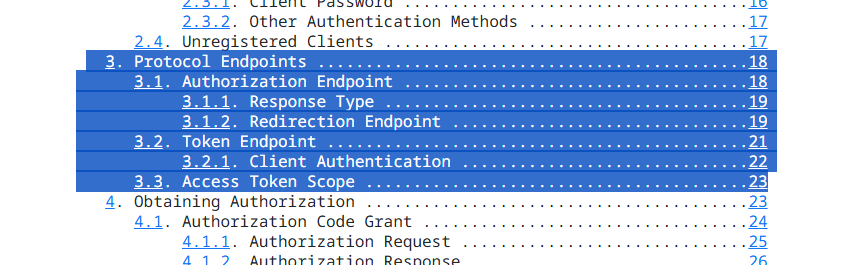 2.3.1. Client Password ...................................16
2.3.2. Other Authentication Methods .......................17
2.4. Unregistered Clients ......................................17
3. Protocol Endpoints .............................................18
3.1. Authorization Endpoint .....................................18
3.1.1. Response Type ......................................19
3.1.2. Redirection Endpoint ...............................19
3.2. Token Endpoint ............................................21
3.2.1. Client Authentication ..............................22
3.3. Access Token Scope ........................................23
4. Obtaining Authorization ........................................23
4.1. Authorization Code Grant ...................................24
4.1.1. Authorization Request ..............................25
4.1.2. Authorization Response .............................26